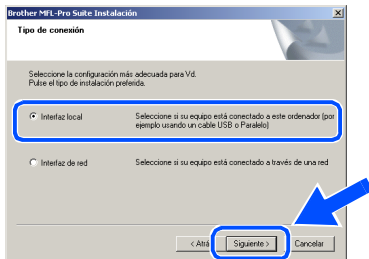 Brother MFL-Pro Suite Instalación
Tipo de conexión
Seleccione la configuración más adecuada para Vd.
Pulse el tipo de instalación preferida.
Interfaz local
Seleccione si su equipo está conectado a este ordenador (por
ejemplo usando un cable USB o Paralelo)
Interfaz de red
Seleccione si su equipo está conectado a través de una red
< Atrá
Siguiente >
Cancelar